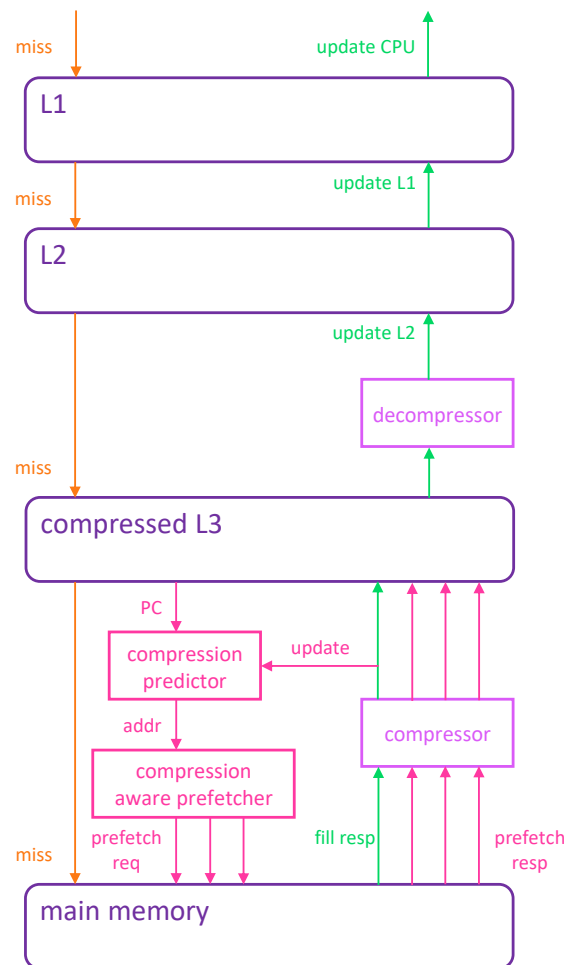 miss
update CPU
L1
miss
update L1
L2
update L2
decompressor
miss
compressed L3
PC
compression
predictor
update
addr
compressor
compression
aware prefetcher
miss
prefetch
req
fill resp
prefetch
resp
main memory